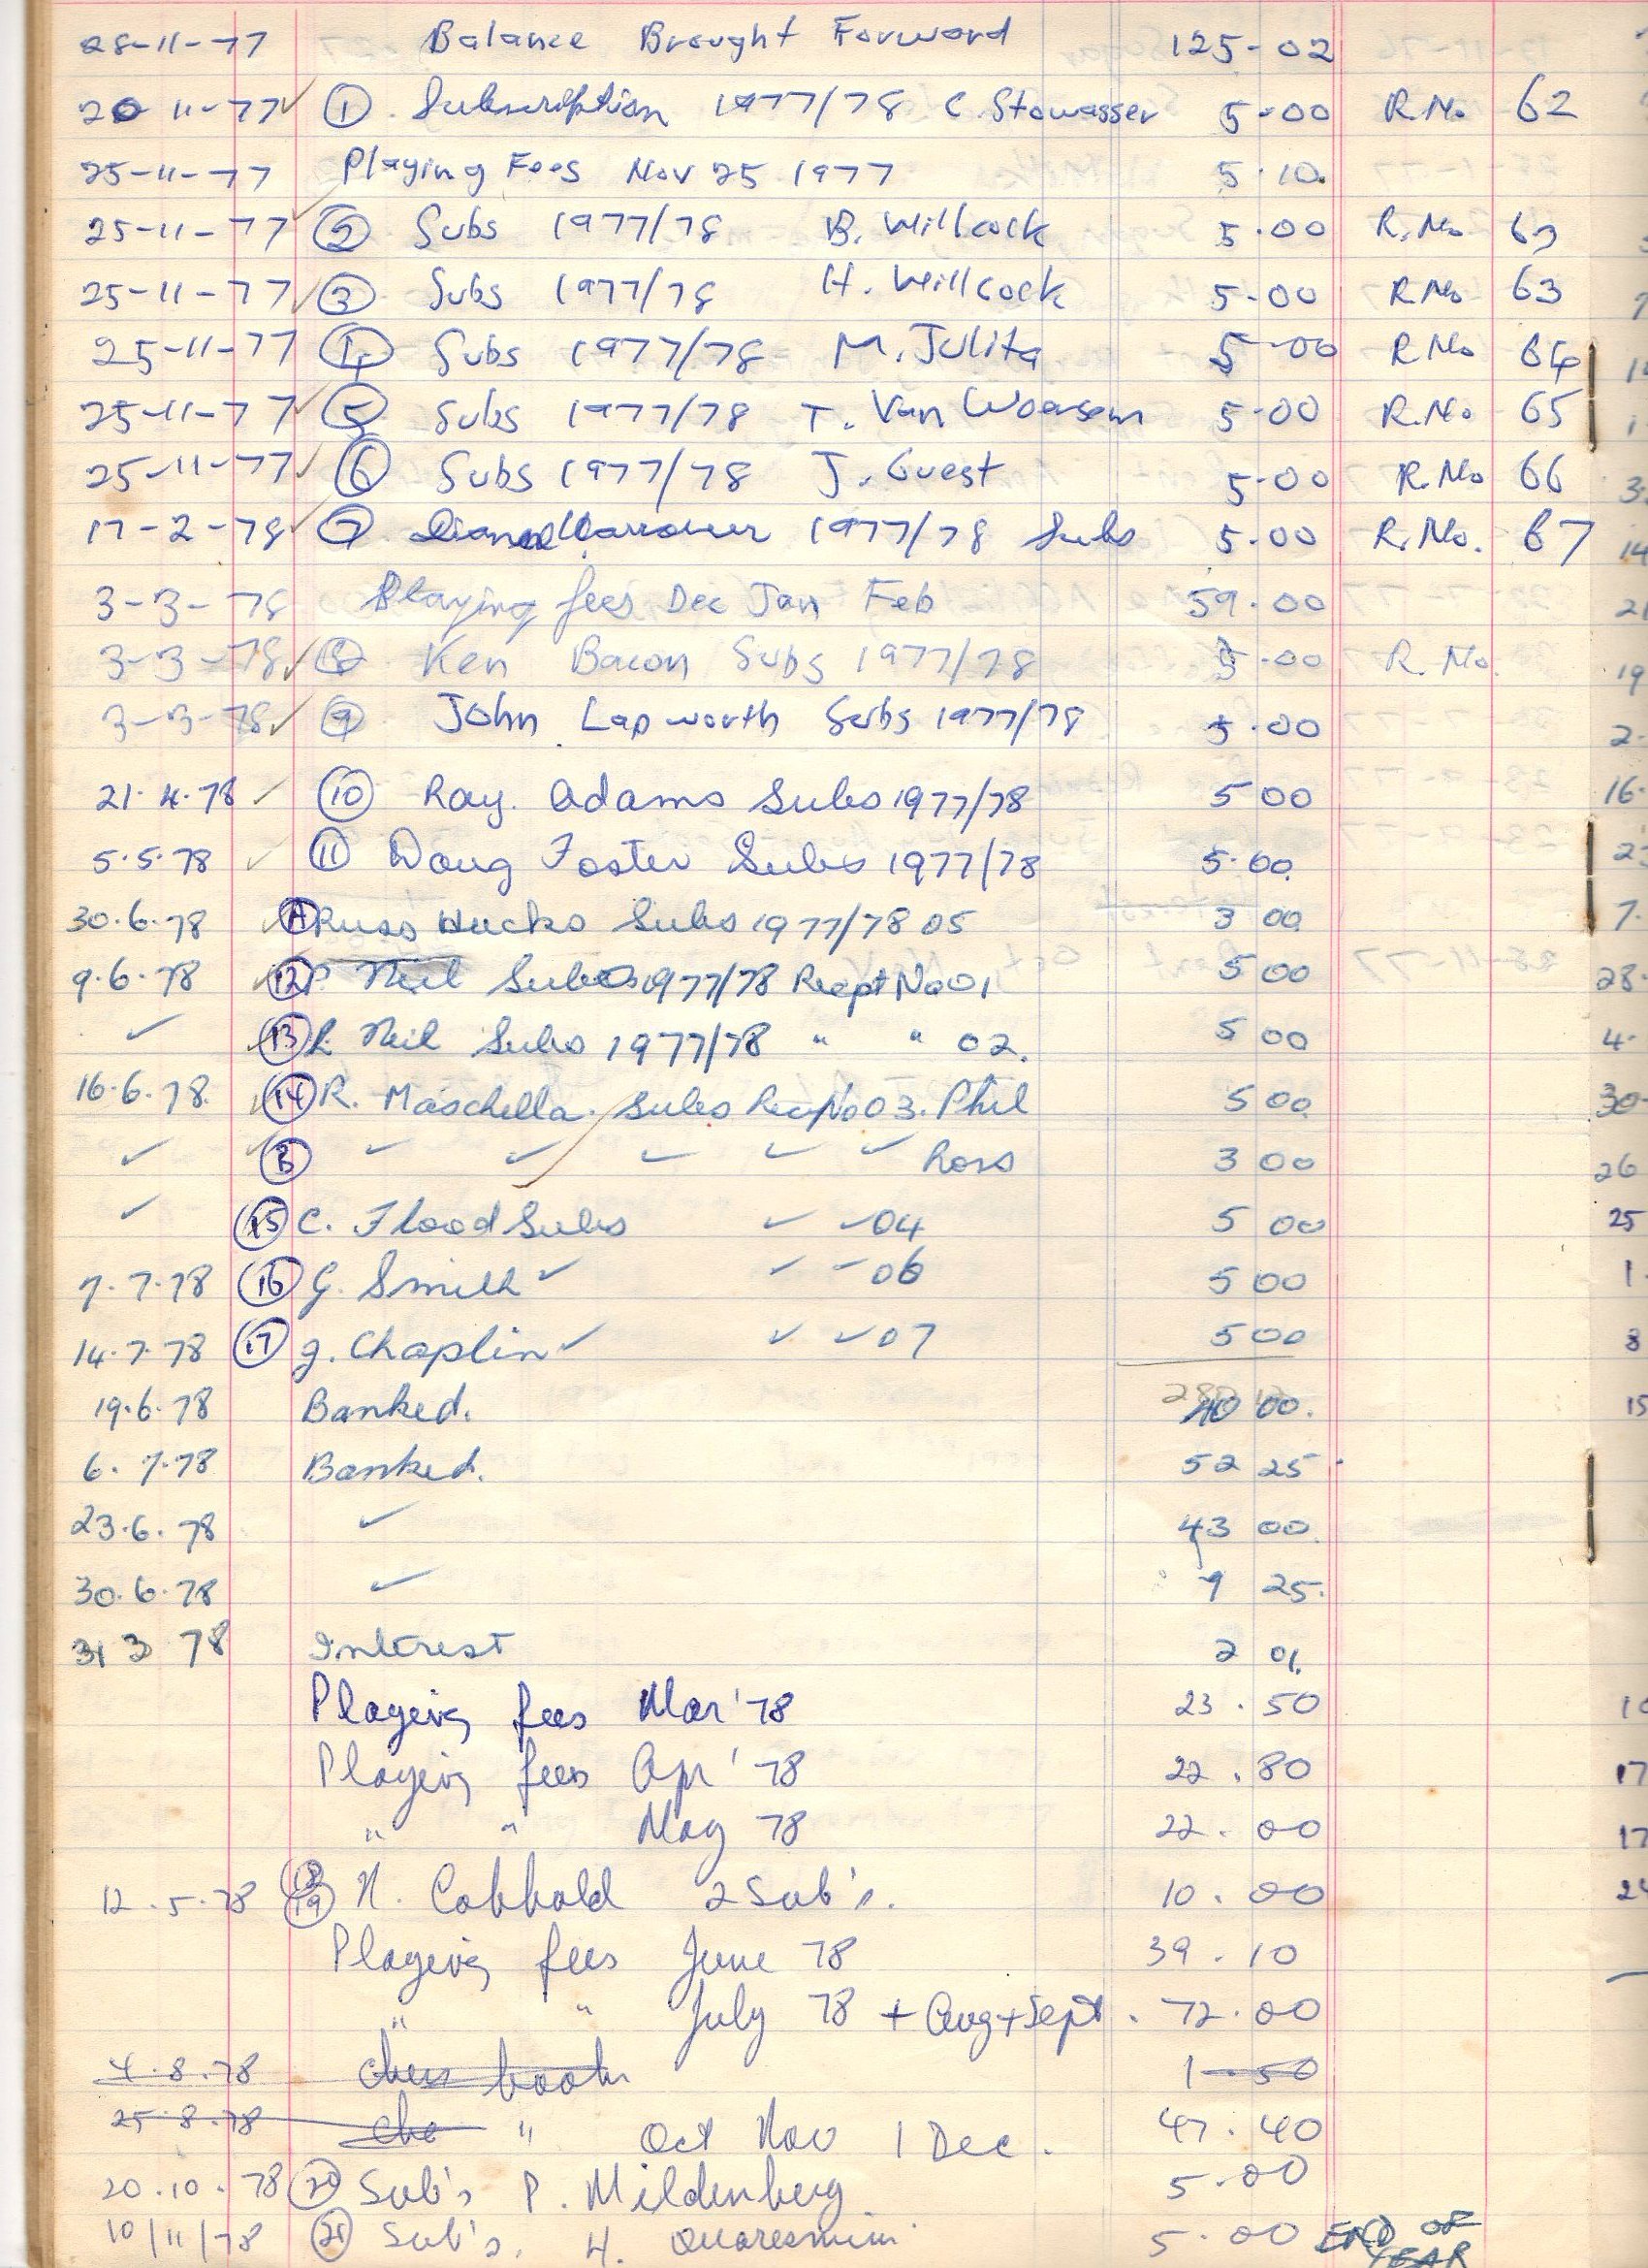 28-11-77 Balance Brought Forward 125-02
20 11-77 ✓ ① Subscription 1977/78 C. Stowasser 5-00 R.No 62
25-11-77 Playing Fees Nov 25 1977 5.10.
25-11-77 ✓ ② Subs 1977/78 B. Willcock 5.00 R.No 63
25-11-77 ✓ ③ Subs 1977/78 H. Willcock 5-00 R.No 63
25-11-77 ④ Subs 1977/78 M. Julita 5-00 R.No 64
25-11-77 ✓ ⑤ Subs 1977/78 T. Van Woersem 5-00 R.No 65
25-11-77 ✓ ⑥ Subs 1977/78 J. Guest 5-00 R.No 66
17-2-78 ✓ ⑦ 1977/78 Subs 5.00 R.No. 67
3-3-78 Playing fees Dec Jan Feb 59.00
3-3-78 ✓ ⑧ Ken Bacon Subs 1977/78 5.00 R.No.
3-3-78 ✓ ⑨ John Lapworth Subs 1977/78 5.00
21.4.78 ✓ ⑩ Ray. Adams Subs 1977/78 5 00
5.5.78 ✓ ⑪ Doug Foster Subs 1977/78 5.00.
30.6.78 ✓ Ⓐ Russ Hucks Subs 1977/78 05 3 00
9.6.78 ✓ ⑫ P. Neil Subs 1977/78 Recpt No 01 5 00
✓ ✓ ⑬ R Neil Subs 1977/78 " " 02. 5 00
16.6.78. ✓ ⑭ R. Maschella. Subs Recp No 03. Phil 5 00.
✓ ✓ Ⓑ ✓ ✓ ✓ ✓ ✓ Ross 3 00
✓ ⑮ C. Flood Subs ✓ ✓ 04 5 00
7.7.78 ⑯ G. Smith ✓ ✓ ✓ 06 5 00
14.7.78 ⑰ J. Chaplin ✓ ✓ ✓ 07 5 00
19.6.78 Banked. 40 00.
6.7.78 Banked. 52 25.
23.6.78 ✓ 43 00.
30.6.78 ✓ 9 25.
31 3 78 Interest 2 01.
Playing fees Mar '78 23.50
Playing fees Apr '78 22.80
" " May 78 22.00
12.5.78 ⑱ ⑲ N. Cobbold 2 Sub's. 10.00
Playing fees June 78 39.10
" " July 78 + Aug + Sept. 72.00
4.8.78 chess books 1-50
25.8.78 che " Oct Nov 1 Dec. 47.40
20.10.78 ⑳ Sub's P. Mildenberg 5.00
10/11/78 ㉑ Sub's. H. Quaresmini 5.00 END OF
YEAR